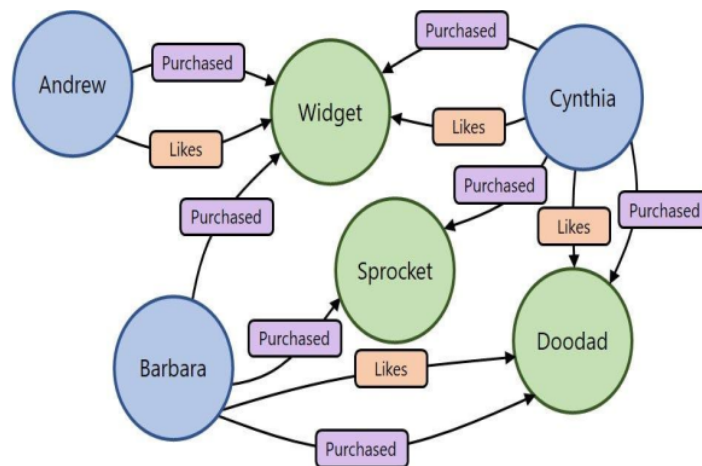 Purchased
Purchased
Andrew
Cynthia
Widget
Likes
Likes
Purchased
Purchased
Purchased
Likes
Sprocket
Purchased
Doodad
Barbara
Likes
Purchased